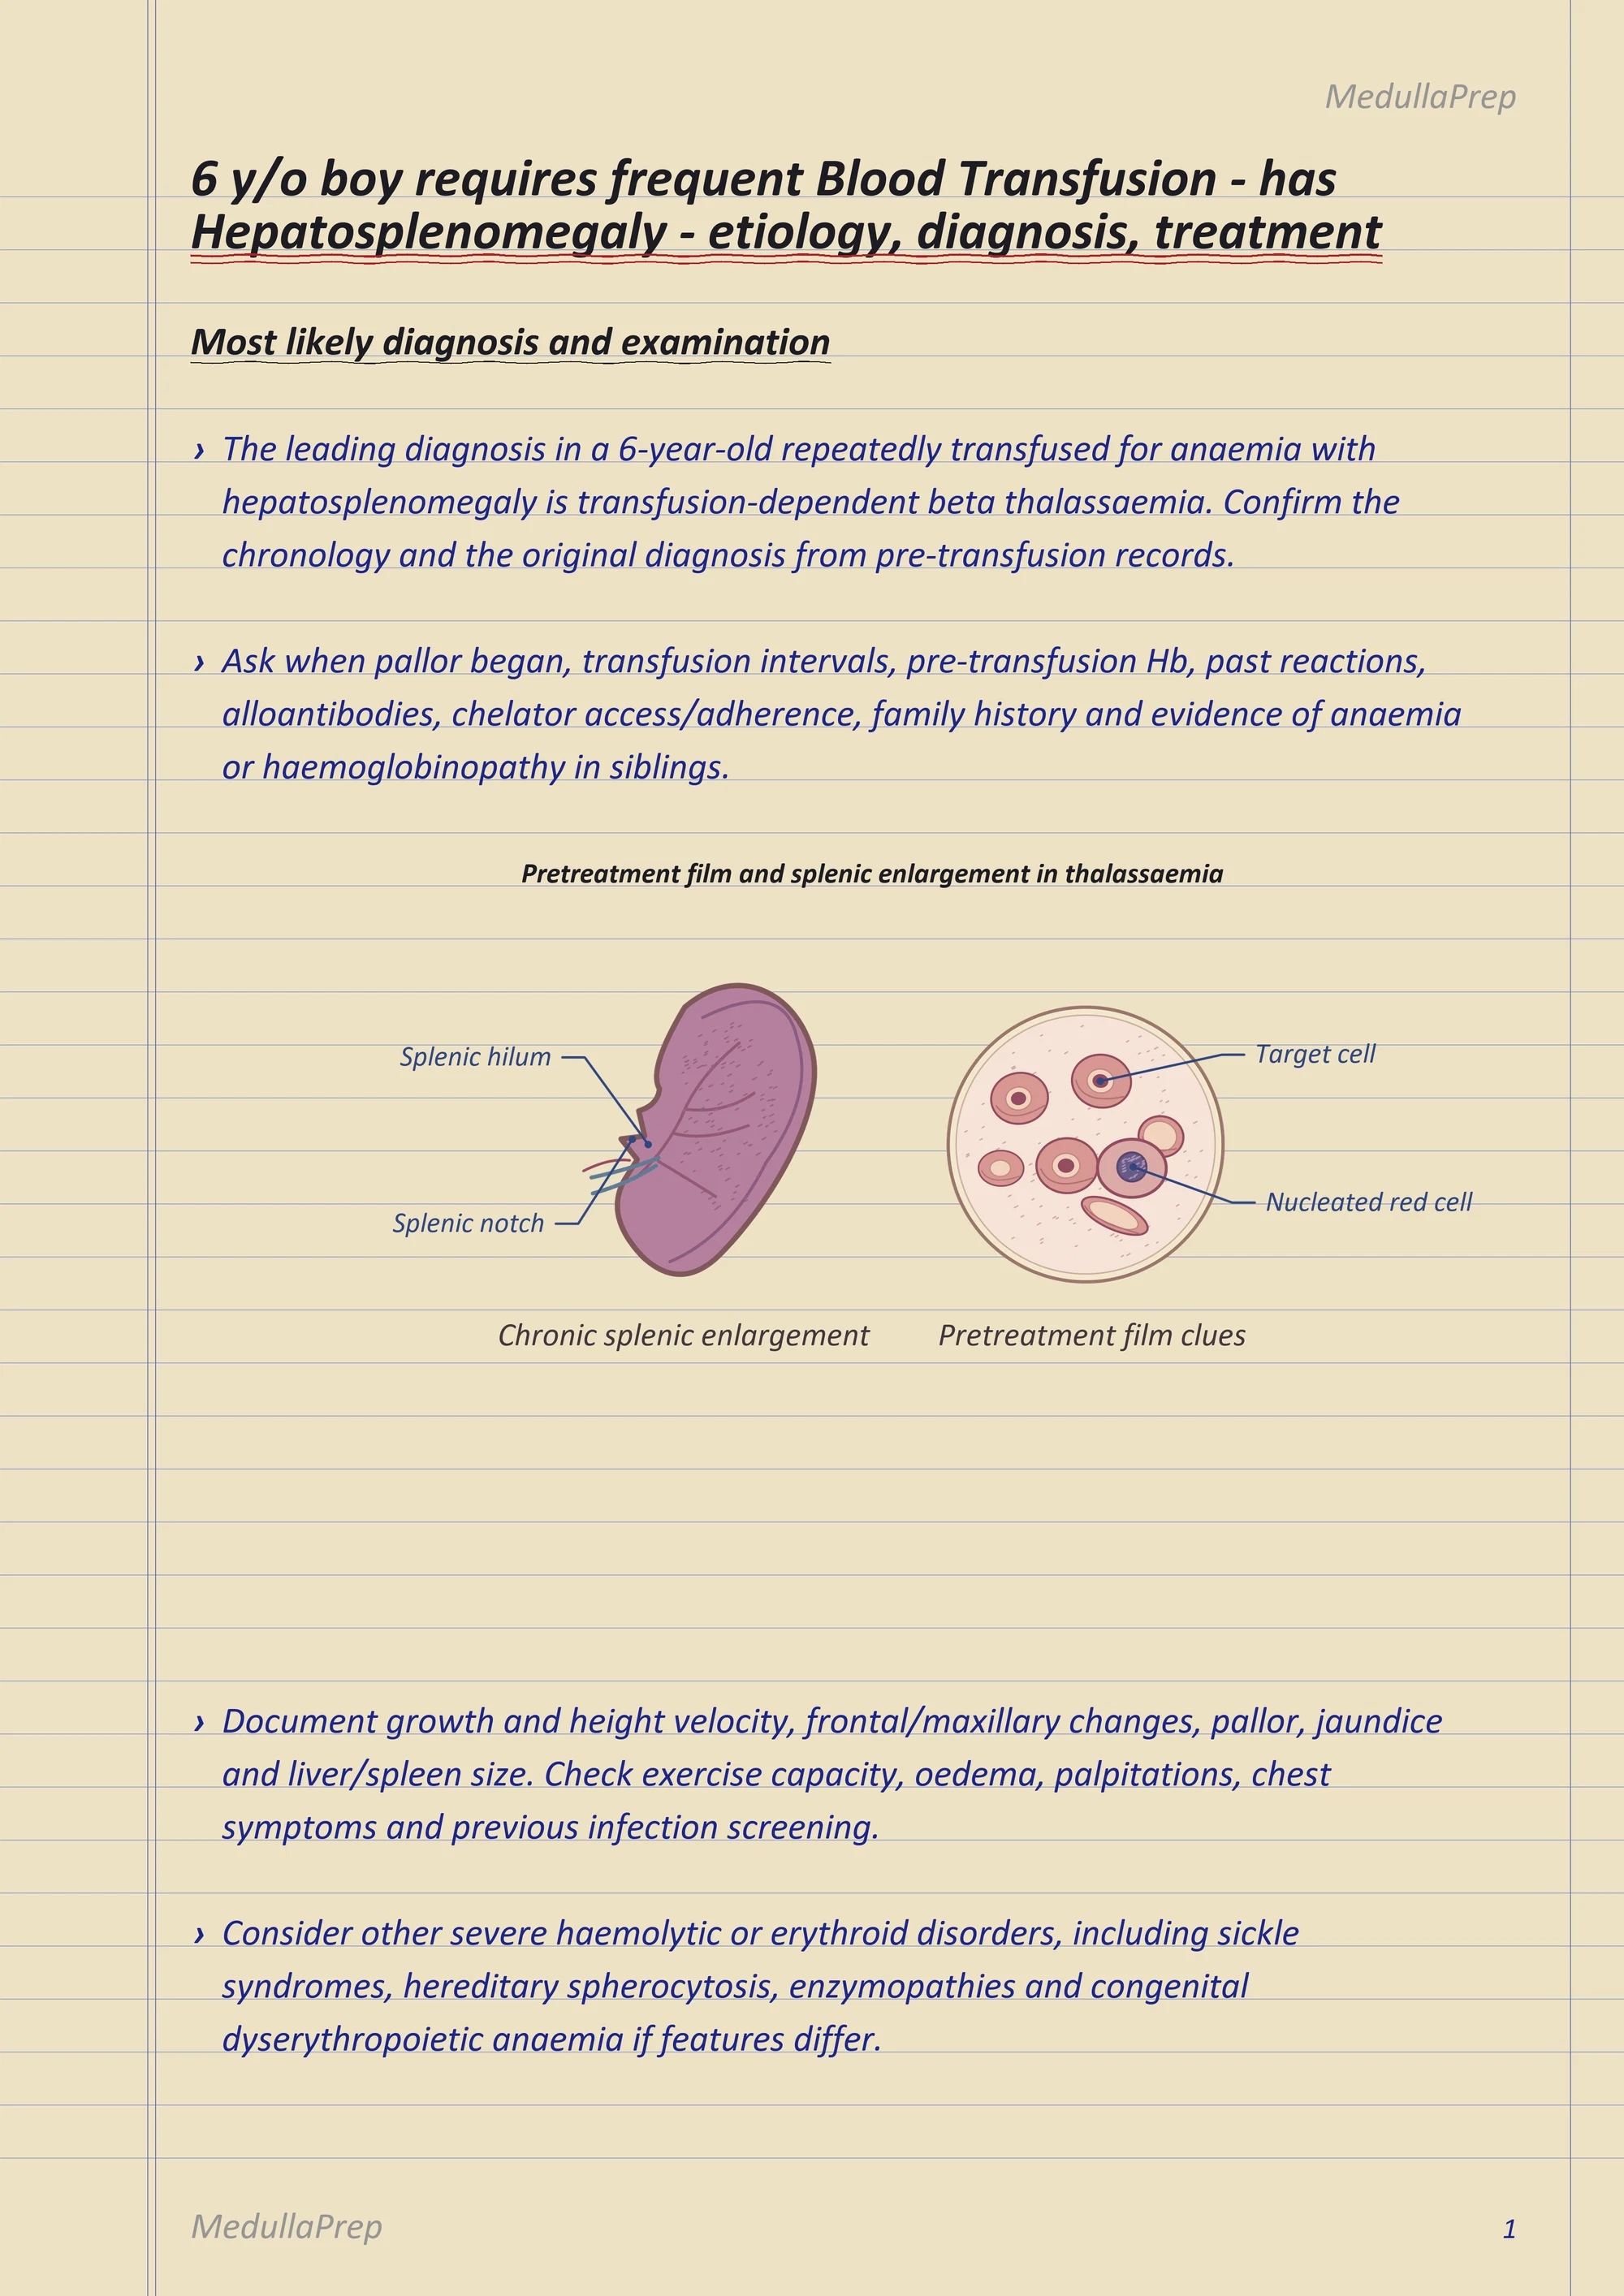 MedullaPrep
6 y/o boy requires frequent Blood Transfusion - has
Hepatosplenomegaly - etiology, diagnosis, treatment
Most likely diagnosis and examination
› The leading diagnosis in a 6-year-old repeatedly transfused for anaemia with
hepatosplenomegaly is transfusion-dependent beta thalassaemia. Confirm the
chronology and the original diagnosis from pre-transfusion records.
› Ask when pallor began, transfusion intervals, pre-transfusion Hb, past reactions,
alloantibodies, chelator access/adherence, family history and evidence of anaemia
or haemoglobinopathy in siblings.
Pretreatment film and splenic enlargement in thalassaemia
Splenic hilum
Target cell
Nucleated red cell
Splenic notch
Chronic splenic enlargement
Pretreatment film clues
› Document growth and height velocity, frontal/maxillary changes, pallor, jaundice
and liver/spleen size. Check exercise capacity, oedema, palpitations, chest
symptoms and previous infection screening.
› Consider other severe haemolytic or erythroid disorders, including sickle
syndromes, hereditary spherocytosis, enzymopathies and congenital
dyserythropoietic anaemia if features differ.
MedullaPrep
1